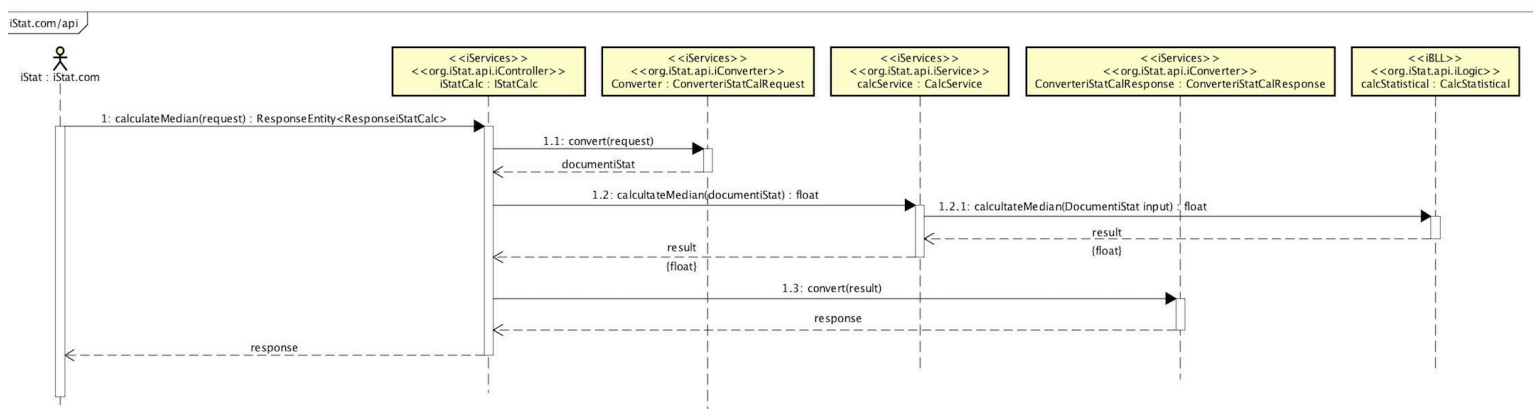 iStat.com/api
iStat : iStat.com
<<iServices>>
<<org.iStat.api.iController>>
iStatCalc : IStatCalc
<<iServices>>
<<org.iStat.api.iConverter>>
Converter : ConverteriStatCalRequest
<<iServices>>
<<org.iStat.api.iService>>
calcService : CalcService
<<iServices>>
<<org.iStat.api.iConverter>>
ConverteriStatCalResponse : ConverteriStatCalResponse
<<iBLL>>
<<org.iStat.api.iLogic>>
calcStatistical : CalcStatistical
1: calculateMedian(request) : ResponseEntity<ResponseiStatCalc>
1.1: convert(request)
documentiStat
1.2: calcultateMedian(documentiStat) : float
1.2.1: calcultateMedian(DocumentiStat input) : float
result
{float}
result
{float}
1.3: convert(result)
response
response